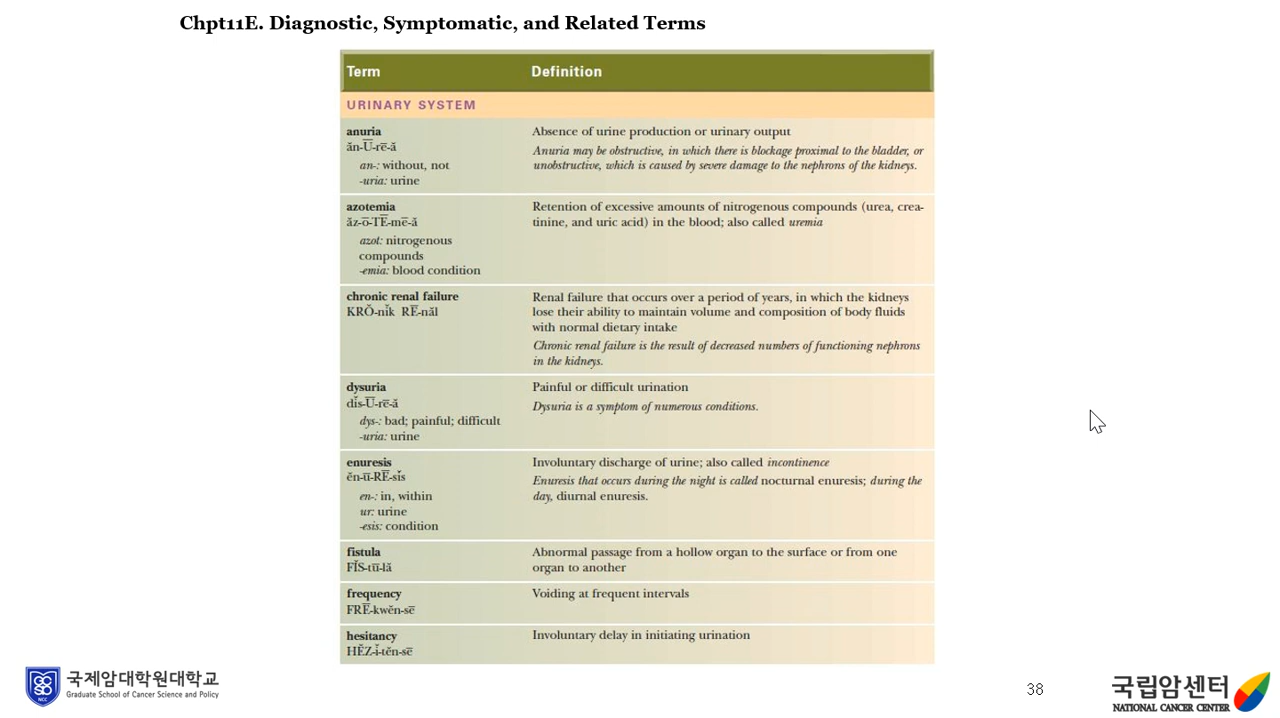 Chpt11E. Diagnostic, Symptomatic, and Related Terms
Term Definition
URINARY SYSTEM
anuria
ăn-Ū-rē-ă
an-: without, not
-uria: urine
Absence of urine production or urinary output
Anuria may be obstructive, in which there is blockage proximal to the bladder, or
unobstructive, which is caused by severe damage to the nephrons of the kidneys.
azotemia
ăz-ō-TĒ-mē-ă
azot: nitrogenous
compounds
-emia: blood condition
Retention of excessive amounts of nitrogenous compounds (urea, crea-
tinine, and uric acid) in the blood; also called uremia
chronic renal failure
KRŎ-nĭk RĒ-năl
Renal failure that occurs over a period of years, in which the kidneys
lose their ability to maintain volume and composition of body fluids
with normal dietary intake
Chronic renal failure is the result of decreased numbers of functioning nephrons
in the kidneys.
dysuria
dĭs-Ū-rē-ă
dys-: bad; painful; difficult
-uria: urine
Painful or difficult urination
Dysuria is a symptom of numerous conditions.
enuresis
ĕn-ū-RĒ-sĭs
en-: in, within
ur: urine
-esis: condition
Involuntary discharge of urine; also called incontinence
Enuresis that occurs during the night is called nocturnal enuresis; during the
day, diurnal enuresis.
fistula
FĬS-tū-lă
Abnormal passage from a hollow organ to the surface or from one
organ to another
frequency
FRĒ-kwĕn-sē
Voiding at frequent intervals
hesitancy
HĔZ-ĭ-tĕn-sē
Involuntary delay in initiating urination
NCC
국제암대학원대학교
Graduate School of Cancer Science and Policy
38
국립암센터
NATIONAL CANCER CENTER